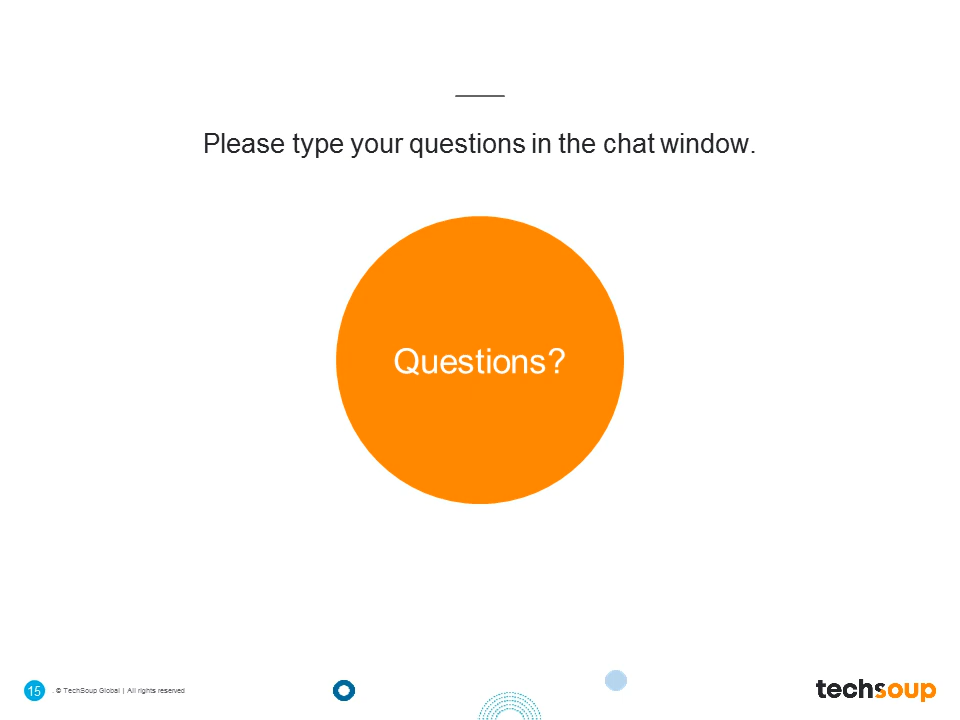 Please type your questions in the chat window.
Questions?
15 . © TechSoup Global | All rights reserved
techsoup